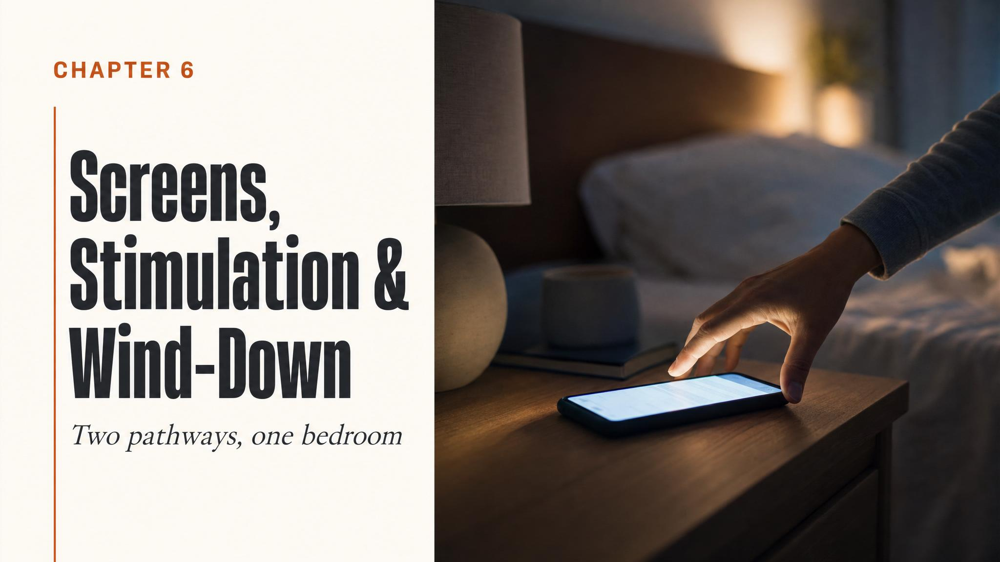 CHAPTER 6
Screens,
Stimulation &
Wind-Down
Two pathways, one bedroom